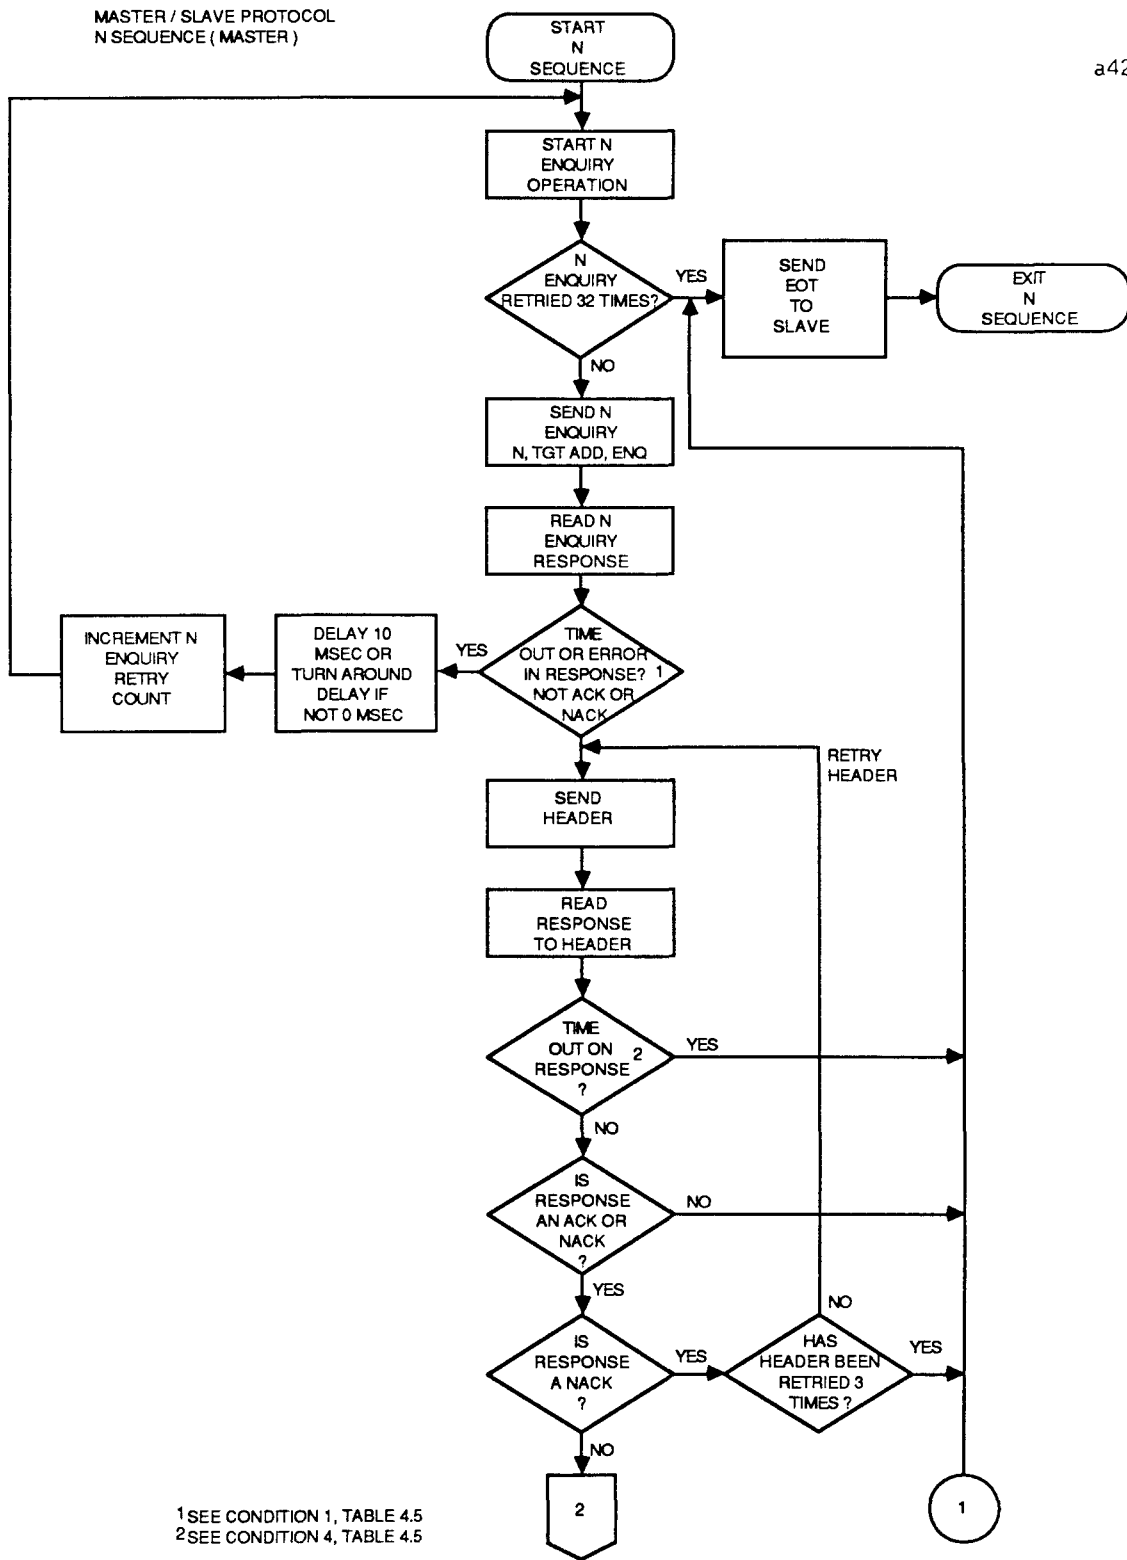 MASTER / SLAVE PROTOCOL
N SEQUENCE ( MASTER )
START
N
SEQUENCE
a42
START N
ENQUIRY
OPERATION
N
ENQUIRY
RETRIED 32 TIMES?
YES
SEND
EOT
TO
SLAVE
EXIT
N
SEQUENCE
NO
SEND N
ENQUIRY
N, TGT ADD, ENQ
READ N
ENQUIRY
RESPONSE
INCREMENT N
ENQUIRY
RETRY
COUNT
DELAY 10
MSEC OR
TURN AROUND
DELAY IF
NOT 0 MSEC
YES
TIME
OUT OR ERROR
IN RESPONSE? 1
NOT ACK OR
NACK
RETRY
HEADER
SEND
HEADER
READ
RESPONSE
TO HEADER
TIME
OUT ON 2
RESPONSE
?
YES
NO
IS
RESPONSE
AN ACK OR
NACK
?
NO
YES
IS
RESPONSE
A NACK
?
YES
NO
HAS
HEADER BEEN
RETRIED 3
TIMES ?
YES
NO
2
1
1 SEE CONDITION 1, TABLE 4.5
2 SEE CONDITION 4, TABLE 4.5